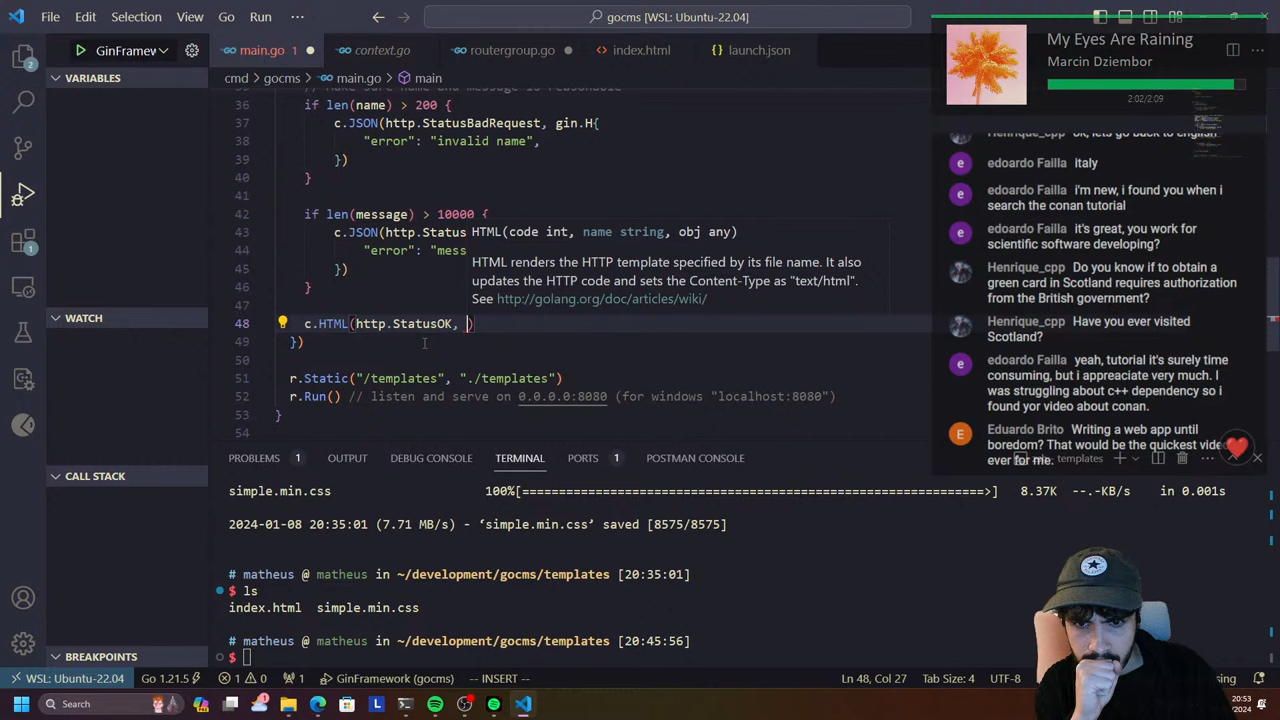 File Edit Selection View Go Run ···
gocms [WSL: Ubuntu-22.04]
GinFramev
main.go
context.go
routergroup.go
index.html
launch.json
cmd > gocms > main.go > main
VARIABLES
WATCH
CALL STACK
BREAKPOINTS
36 if len(name) > 200 {
37 c.JSON(http.StatusBadRequest, gin.H{
38 "error": "invalid name",
39 })
40 }
41
42 if len(message) > 10000 {
43 c.JSON(http.Status
44 "error": "mess
45 })
46 }
47
48 c.HTML(http.StatusOK, )
49 })
50
51 r.Static("/templates", "./templates")
52 r.Run() // listen and serve on 0.0.0.0:8080 (for windows "localhost:8080")
53 }
54
HTML(code int, name string, obj any)
HTML renders the HTTP template specified by its file name. It also
updates the HTTP code and sets the Content-Type as "text/html".
See http://golang.org/doc/articles/wiki/
PROBLEMS 1 OUTPUT DEBUG CONSOLE TERMINAL PORTS 1 POSTMAN CONSOLE
templates
simple.min.css 100%[=====================================================================>] 8.37K --.-KB/s in 0.001s
2024-01-08 20:35:01 (7.71 MB/s) - ‘simple.min.css’ saved [8575/8575]
# matheus @ matheus in ~/development/gocms/templates [20:35:01]
$ ls
index.html simple.min.css
# matheus @ matheus in ~/development/gocms/templates [20:45:56]
$
My Eyes Are Raining
Marcin Dziembor
2:02/2:09
Henrique_cpp ok, lets go back to english
edoardo Failla italy
edoardo Failla i'm new, i found you when i
search the conan tutorial
edoardo Failla it's great, you work for
scientific software developing?
Henrique_cpp Do you know if to obtain a
green card in Scotland requires authorization
from the British government?
Henrique_cpp Have you ever visited
Scotland?
edoardo Failla yeah, tutorial it's surely time
consuming, but i appreciate very much. I
was struggling about c++ dependency so i
found yor video about conan.
Eduardo Brito Writing a web app until
boredom? That would be the quickest video
ever for me.
WSL: Ubuntu-22.04 Go 1.21.5 1 0 1 GinFramework (gocms) -- INSERT -- Ln 48, Col 27 Tab Size: 4 UTF-8
Search
20:53